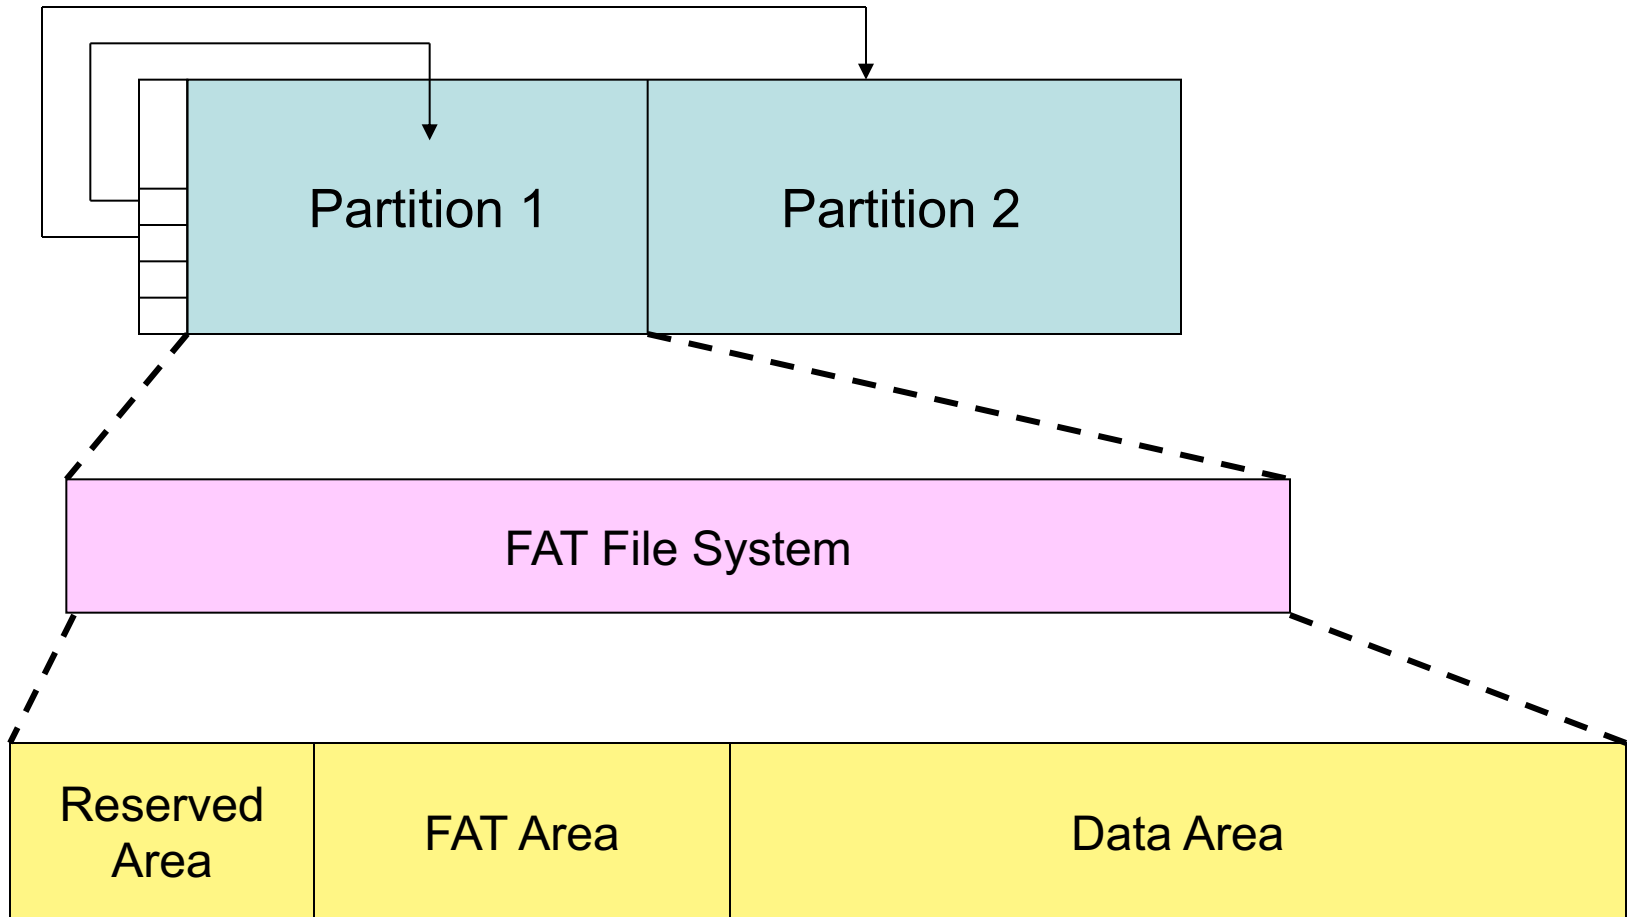 Partition 1
Partition 2
FAT File System
Reserved
Area
FAT Area
Data Area